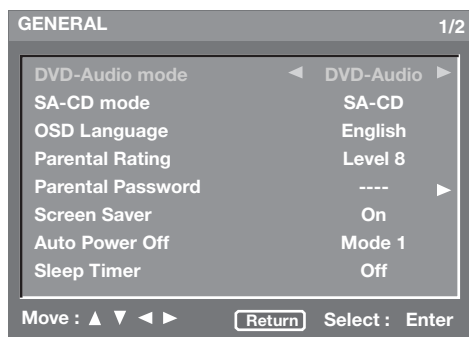 GENERAL 1/2
DVD-Audio mode ◄ DVD-Audio ►
SA-CD mode SA-CD
OSD Language English
Parental Rating Level 8
Parental Password ---- ►
Screen Saver On
Auto Power Off Mode 1
Sleep Timer Off
Move : ▲ ▼ ◄ ► Return Select : Enter